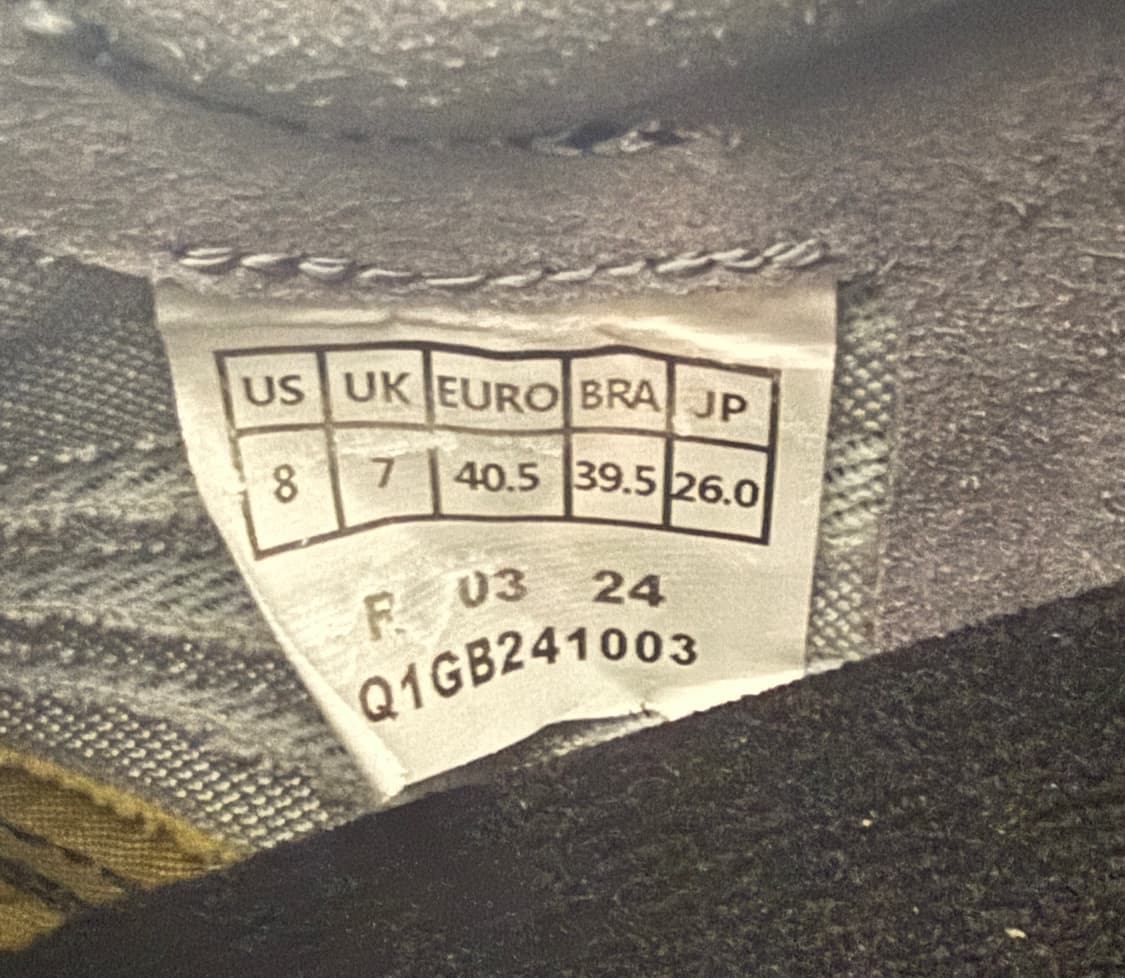 US UK EURO BRA JP
8 7 40.5 39.5 26.0
F. 03 24
Q1GB241003